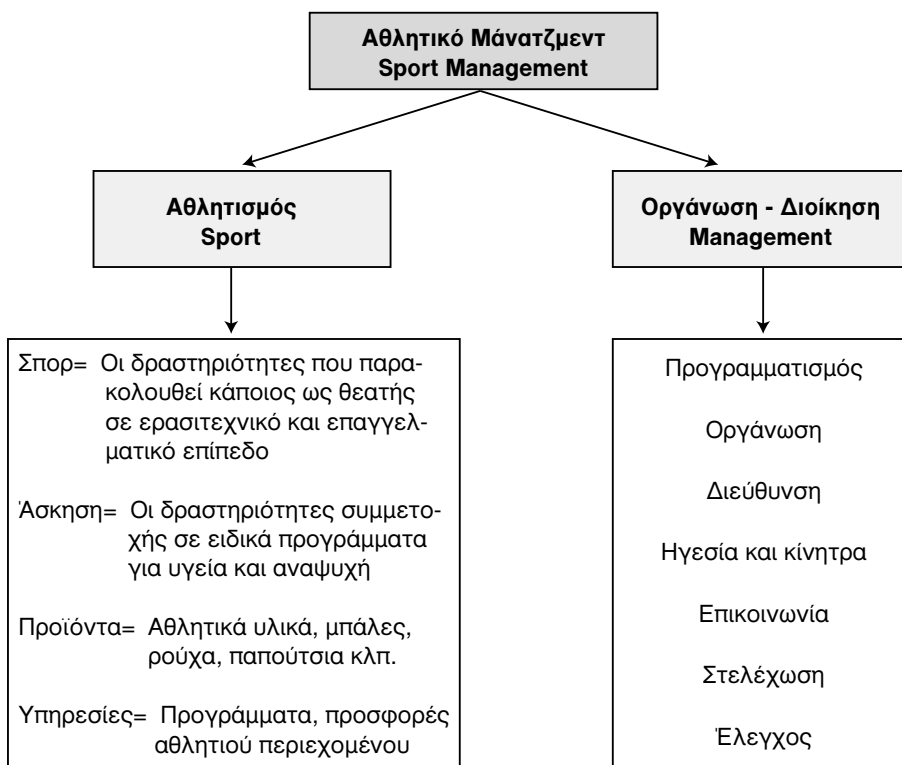 Αθλητικό Μάνατζμεντ
Sport Management
Αθλητισμός
Sport
Οργάνωση - Διοίκηση
Management
Σπορ= Οι δραστηριότητες που παρα-
κολουθεί κάποιος ως θεατής
σε ερασιτεχνικό και επαγγελ-
ματικό επίπεδο
Άσκηση= Οι δραστηριότητες συμμετο-
χής σε ειδικά προγράμματα
για υγεία και αναψυχή
Προϊόντα= Αθλητικά υλικά, μπάλες,
ρούχα, παπούτσια κλπ.
Υπηρεσίες= Προγράμματα, προσφορές
αθλητιού περιεχομένου
Προγραμματισμός
Οργάνωση
Διεύθυνση
Ηγεσία και κίνητρα
Επικοινωνία
Στελέχωση
Έλεγχος